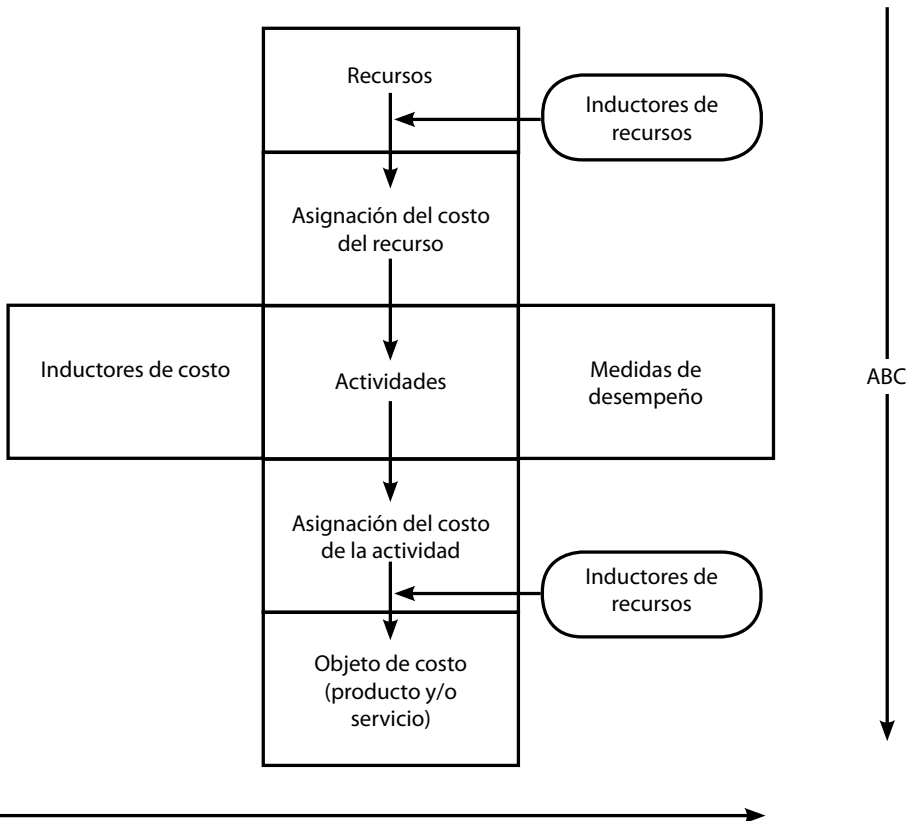 Recursos
Inductores de
recursos
Asignación del costo
del recurso
Inductores de costo
Actividades
Medidas de
desempeño
ABC
Asignación del costo
de la actividad
Inductores de
recursos
Objeto de costo
(producto y/o
servicio)